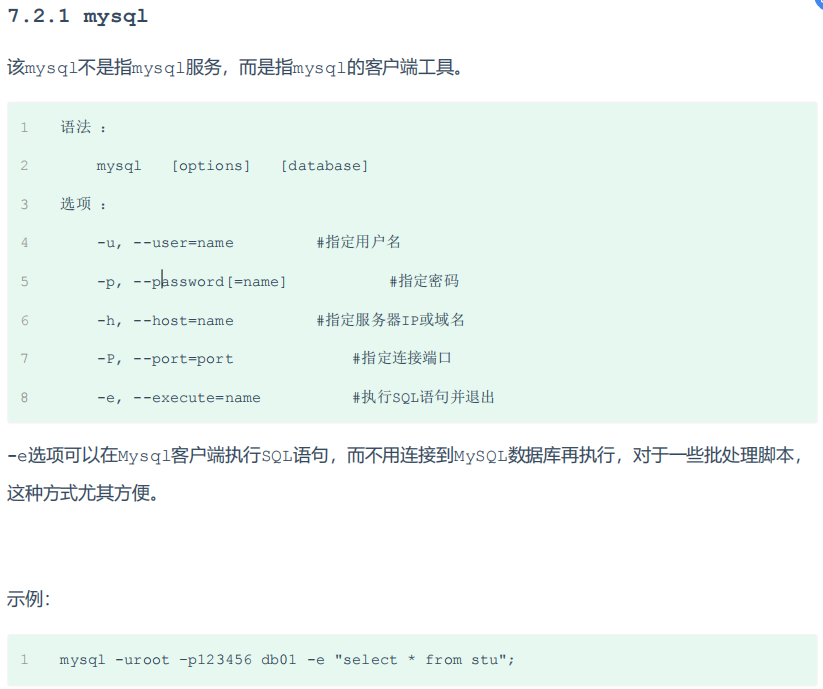 7.2.1 mysql
该mysql不是指mysql服务，而是指mysql的客户端工具。
1 语法 ：
2 mysql [options] [database]
3 选项 ：
4 -u, --user=name #指定用户名
5 -p, --password[=name] #指定密码
6 -h, --host=name #指定服务器IP或域名
7 -P, --port=port #指定连接端口
8 -e, --execute=name #执行SQL语句并退出
-e选项可以在Mysql客户端执行SQL语句，而不用连接到MySQL数据库再执行，对于一些批处理脚本，
这种方式尤其方便。
示例：
1 mysql -uroot –p123456 db01 -e "select * from stu";